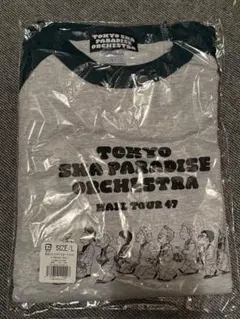 TOKYO
SKA PARADISE
ORCHESTRA
TOKYO
SKA PARADISE
ORCHESTRA
HALL TOUR 47
SIZE:L